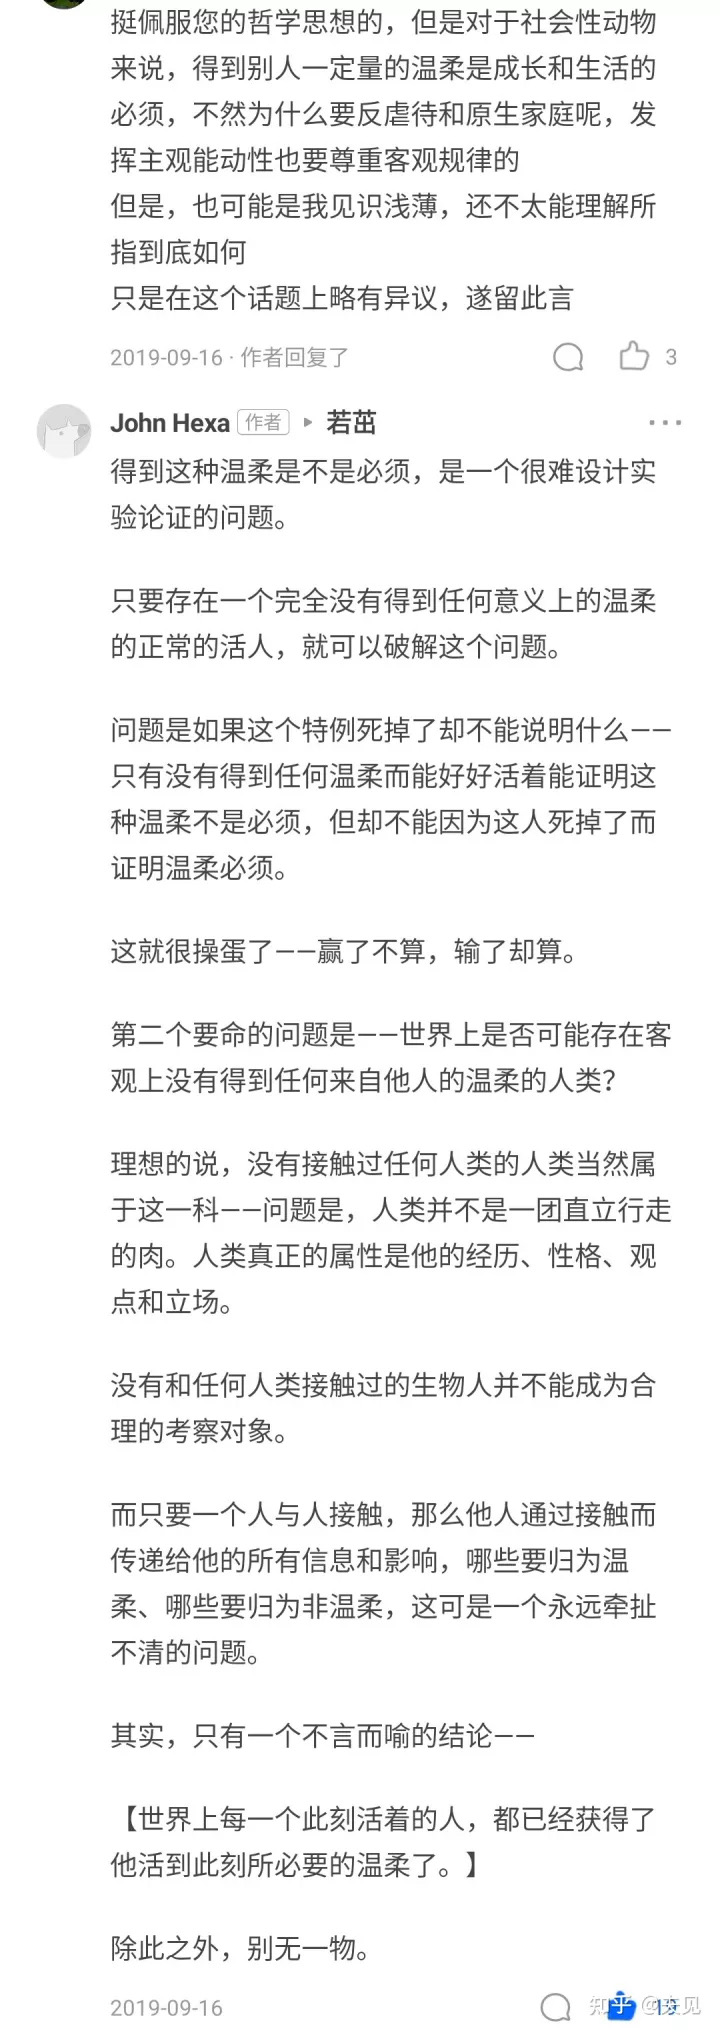 挺佩服您的哲学思想的，但是对于社会性动物
来说，得到别人一定量的温柔是成长和生活的
必须，不然为什么要反虐待和原生家庭呢，发
挥主观能动性也要尊重客观规律的
但是，也可能是我见识浅薄，还不太能理解所
指到底如何
只是在这个话题上略有异议，遂留此言
2019-09-16 · 作者回复了
3
John Hexa 作者 ▸ 若茁
得到这种温柔是不是必须，是一个很难设计实
验论证的问题。
只要存在一个完全没有得到任何意义上的温柔
的正常的活人，就可以破解这个问题。
问题是如果这个特例死掉了却不能说明什么——
只有没有得到任何温柔而能好好活着能证明这
种温柔不是必须，但却不能因为这人死掉了而
证明温柔必须。
这就很操蛋了——赢了不算，输了却算。
第二个要命的问题是——世界上是否可能存在客
观上没有得到任何来自他人的温柔的人类？
理想的说，没有接触过任何人类的人类当然属
于这一科——问题是，人类并不是一团直立行走
的肉。人类真正的属性是他的经历、性格、观
点和立场。
没有和任何人类接触过的生物人并不能成为合
理的考察对象。
而只要一个人与人接触，那么他人通过接触而
传递给他的所有信息和影响，哪些要归为温
柔、哪些要归为非温柔，这可是一个永远牵扯
不清的问题。
其实，只有一个不言而喻的结论——
【世界上每一个此刻活着的人，都已经获得了
他活到此刻所必要的温柔了。】
除此之外，别无一物。
2019-09-16
知乎